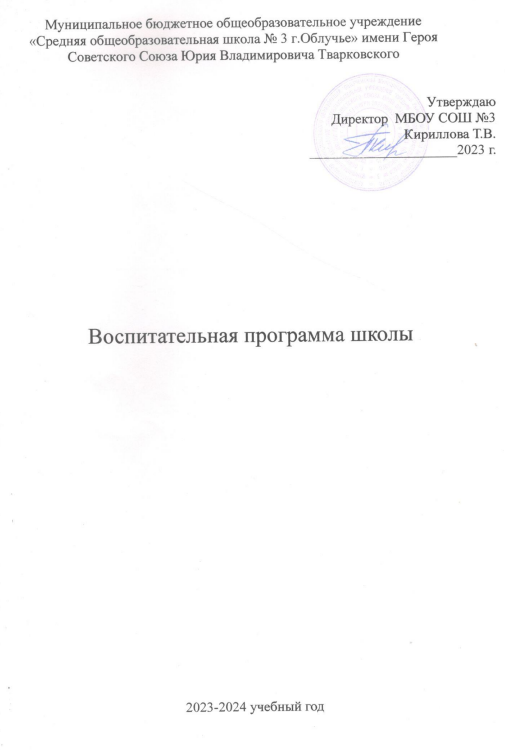 Муниципальное бюджетное общеобразовательное учреждение
«Средняя общеобразовательная школа № 3 г.Облучье» имени Героя
Советского Союза Юрия Владимировича Тварковского
Утверждаю
Директор МБОУ СОШ №3
Кириллова Т.В.
____________________2023 г.
Воспитательная программа школы
2023-2024 учебный год